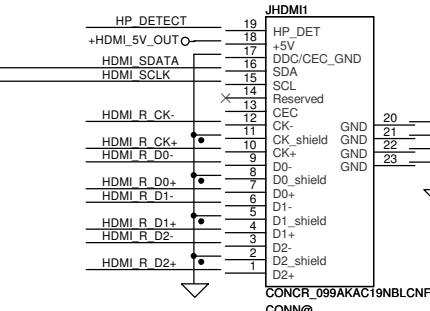 JHDMI1
HP_DETECT 19 HP_DET
+HDMI_5V_OUT 18 +5V
17 DDC/CEC_GND
HDMI_SDATA 16 SDA
HDMI_SCLK 15 SCL
14 Reserved
13 CEC
HDMI_R_CK- 12 CK- GND 20
11 CK_shield GND 21
HDMI_R_CK+ 10 CK+ GND 22
HDMI_R_D0- 9 D0- GND 23
8 D0_shield
HDMI_R_D0+ 7 D0+
HDMI_R_D1- 6 D1-
5 D1_shield
HDMI_R_D1+ 4 D1+
HDMI_R_D2- 3 D2-
2 D2_shield
HDMI_R_D2+ 1 D2+
CONCR_099AKAC19NBLCNF
CONN@